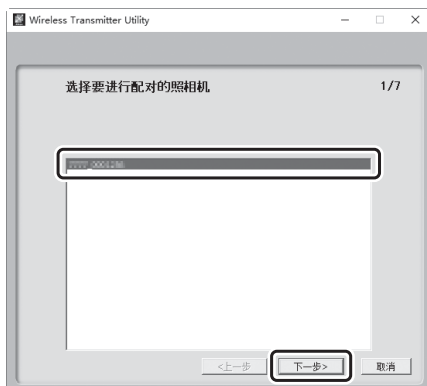 Wireless Transmitter Utility
选择要进行配对的照相机
1/7
<上一步
下一步>
取消